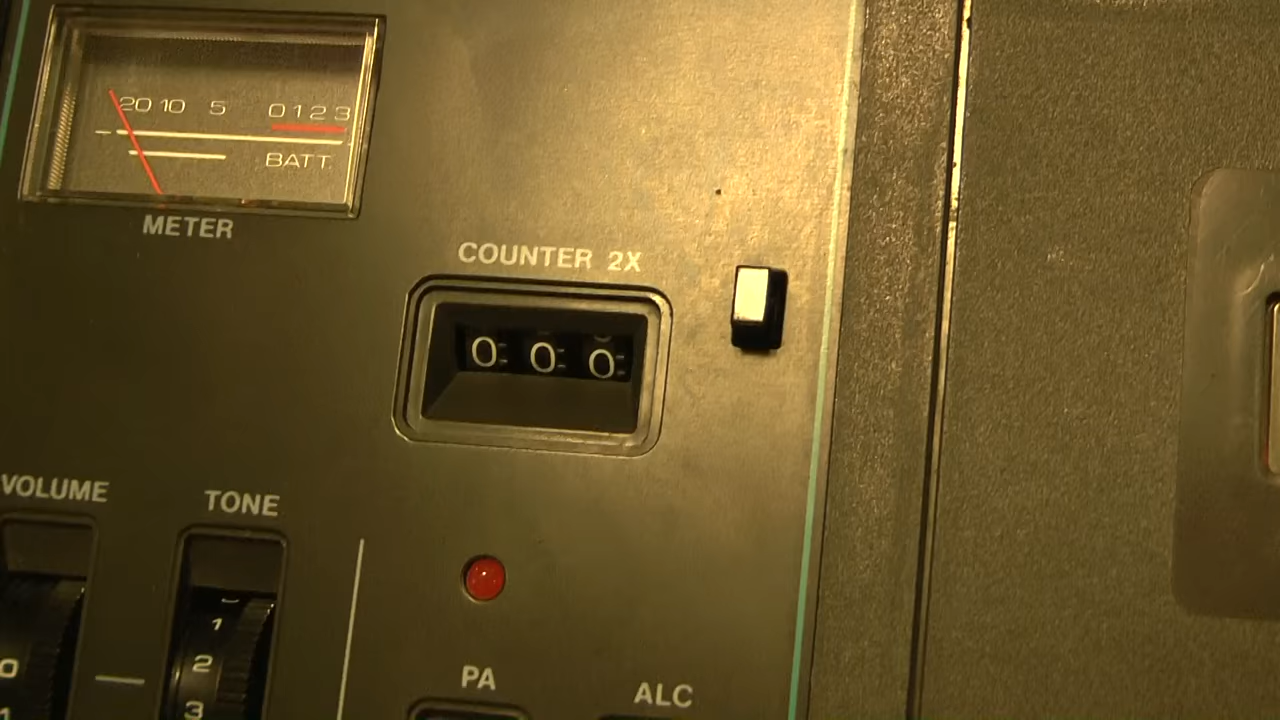 20 10 5 0 1 2 3
BATT.
METER
COUNTER 2X
0 0 0
VOLUME
TONE
1
0
2
1
3
PA
ALC